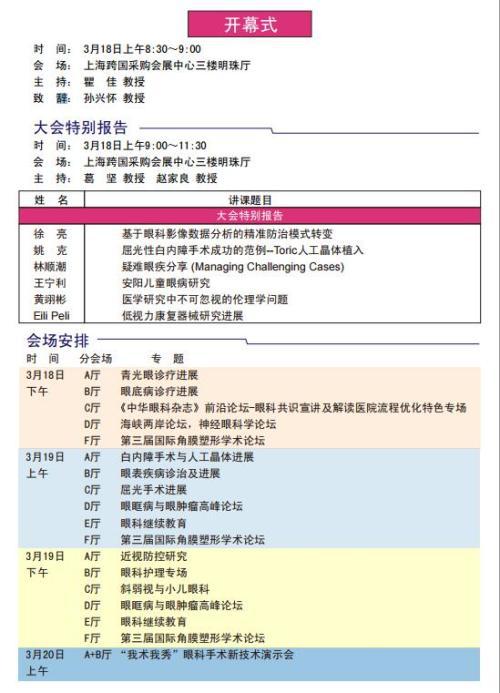 开幕式
时 间: 3月18日上午8:30～9:00
会 场: 上海跨国采购会展中心三楼明珠厅
主 持: 瞿 佳 教授
致 辞: 孙兴怀 教授
大会特别报告
时 间: 3月18日上午9:00～11:30
会 场: 上海跨国采购会展中心三楼明珠厅
主 持: 葛 坚 教授 赵家良 教授
姓 名 讲课题目
大会特别报告
徐 亮 基于眼科影像数据分析的精准防治模式转变
姚 克 屈光性白内障手术成功的范例--Toric人工晶体植入
林顺潮 疑难眼疾分享 (Managing Challenging Cases)
王宁利 安阳儿童眼病研究
黄翊彬 医学研究中不可忽视的伦理学问题
Eili Peli 低视力康复器械研究进展
会场安排
时 间 分会场 专 题
3月18日 A厅 青光眼诊疗进展
下午 B厅 眼底病诊疗进展
C厅 《中华眼科杂志》前沿论坛-眼科共识宣讲及解读医院流程优化特色专场
D厅 海峡两岸论坛，神经眼科学论坛
F厅 第三届国际角膜塑形学术论坛
3月19日 A厅 白内障手术与人工晶体进展
上午 B厅 眼表疾病诊治及进展
C厅 屈光手术进展
D厅 眼眶病与眼肿瘤高峰论坛
E厅 眼科继续教育
F厅 第三届国际角膜塑形学术论坛
3月19日 A厅 近视防控研究
下午 B厅 眼科护理专场
C厅 斜弱视与小儿眼科
D厅 眼眶病与眼肿瘤高峰论坛
E厅 眼科继续教育
F厅 第三届国际角膜塑形学术论坛
3月20日 A+B厅 “我术我秀”眼科手术新技术演示会
上午